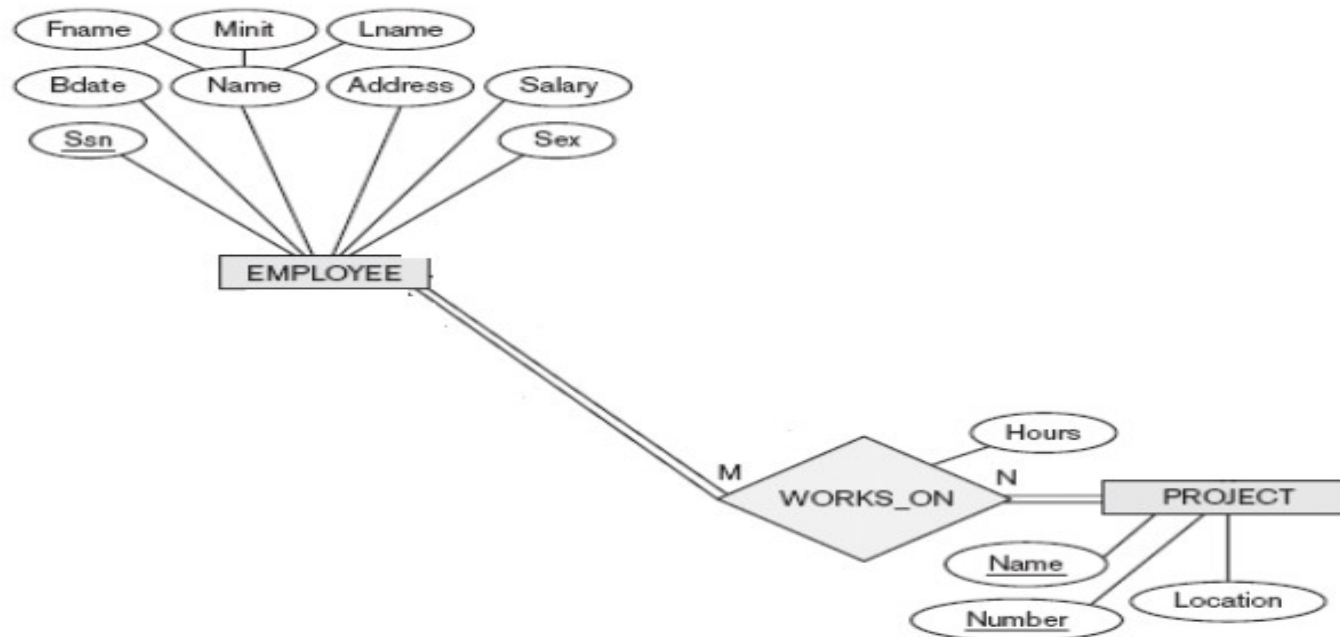 Fname Minit Lname
Bdate Name Address Salary
Ssn Sex
EMPLOYEE
Hours
M N
WORKS_ON PROJECT
Name
Number Location